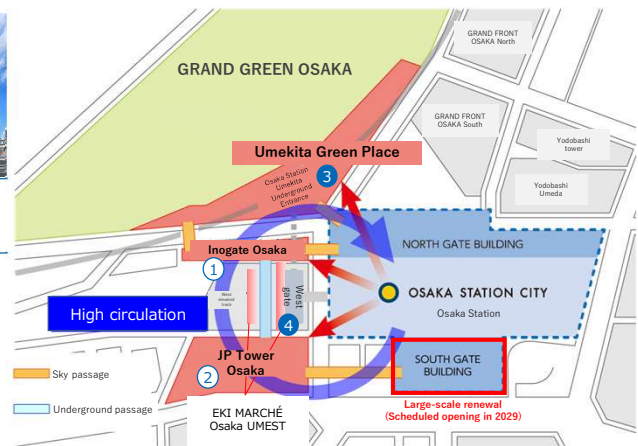 GRAND FRONT
OSAKA North
GRAND GREEN OSAKA
GRAND FRONT
OSAKA South
Yodobashi
tower
Umekita Green Place
Osaka Station
Umekita
Underground
Entrance
3
Yodobashi
Umeda
Inogate Osaka
NORTH GATE BUILDING
1
West
elevated
track
West
gate
OSAKA STATION CITY
Osaka Station
High circulation
4
JP Tower
Osaka
2
SOUTH GATE
BUILDING
Sky passage
Large-scale renewal
(Scheduled opening in 2029)
Underground passage
EKI MARCHÉ
Osaka UMEST